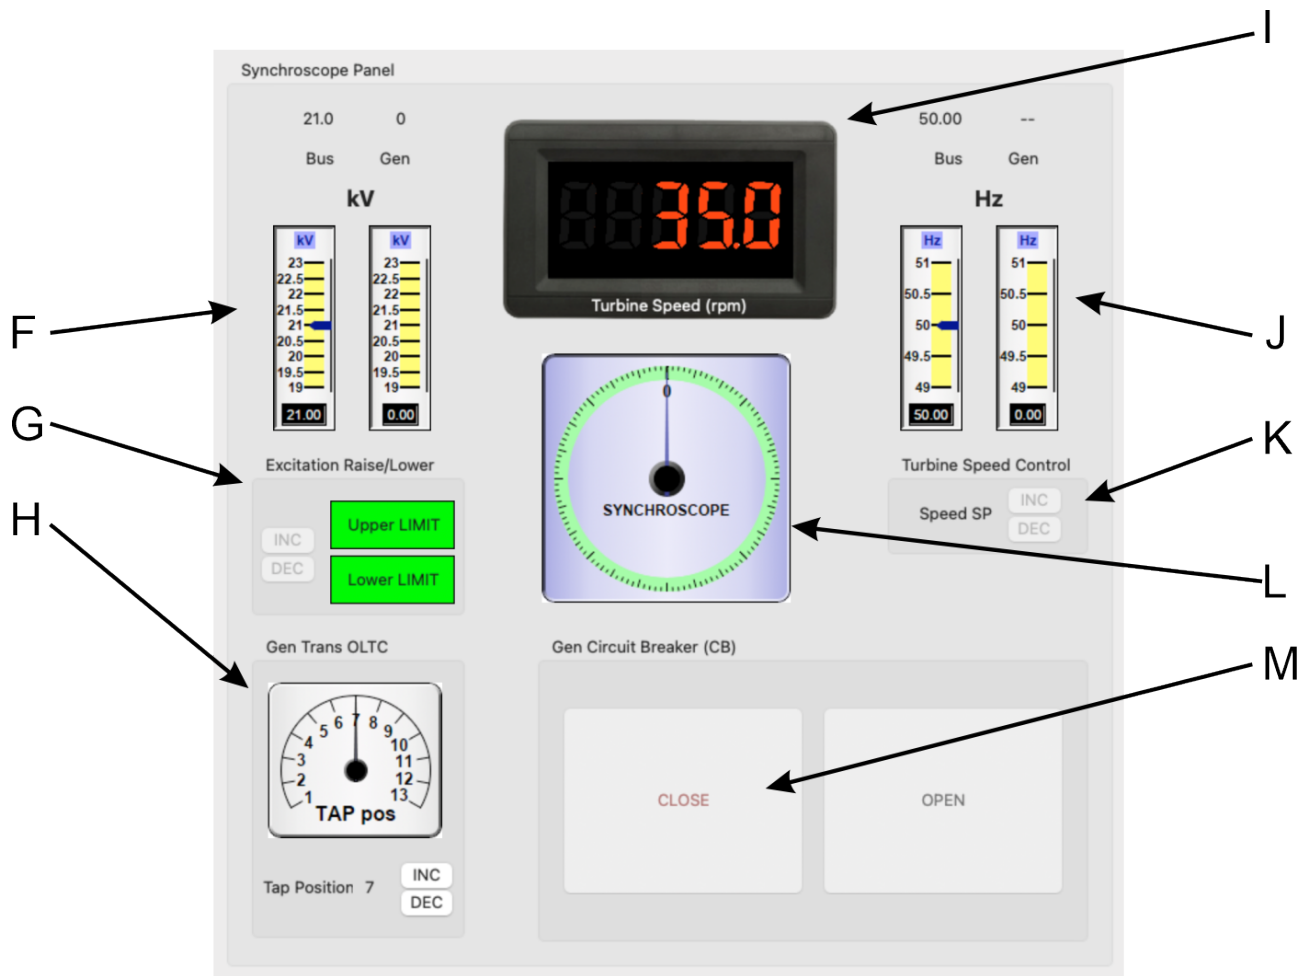 I
Synchroscope Panel
21.0 0
Bus Gen
kV
50.00 --
Bus Gen
Hz
35.0
Turbine Speed (rpm)
kV
23
22.5
22
21.5
21
20.5
20
19.5
19
21.00
kV
23
22.5
22
21.5
21
20.5
20
19.5
19
0.00
Hz
51
50.5
50
49.5
49
50.00
Hz
51
50.5
50
49.5
49
0.00
F
J
G
K
H
L
M
0
SYNCHROSCOPE
Excitation Raise/Lower
INC
DEC
Upper LIMIT
Lower LIMIT
Turbine Speed Control
Speed SP
INC
DEC
Gen Trans OLTC
1
2
3
4
5
6
7
8
9
10
11
12
13
TAP pos
Tap Position 7
INC
DEC
Gen Circuit Breaker (CB)
CLOSE
OPEN